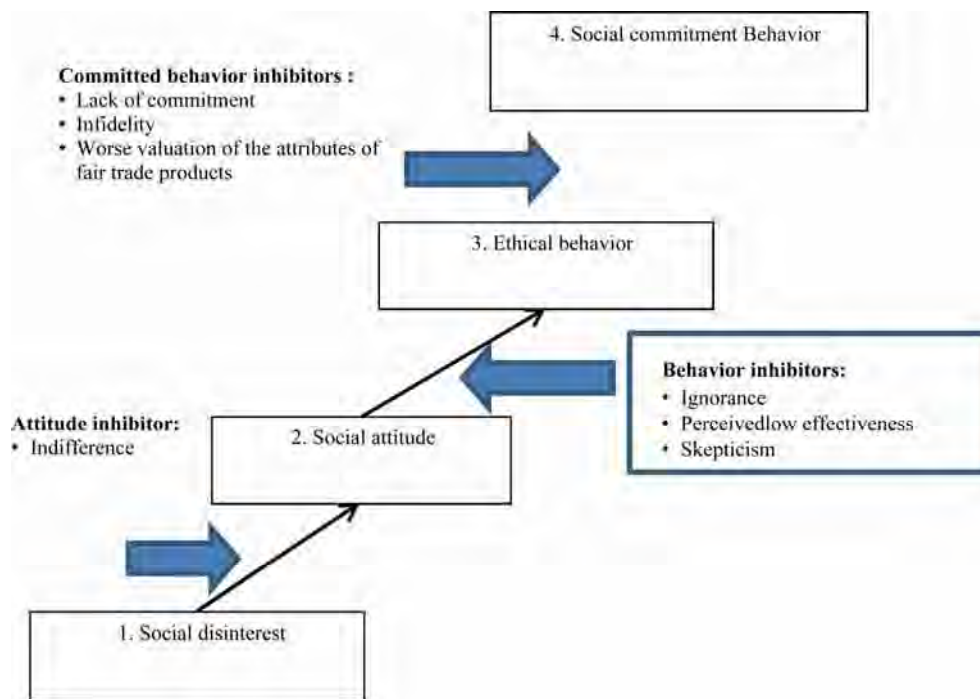 4. Social commitment Behavior
Committed behavior inhibitors :
• Lack of commitment
• Infidelity
• Worse valuation of the attributes of
fair trade products
3. Ethical behavior
Behavior inhibitors:
• Ignorance
• Perceivedlow effectiveness
• Skepticism
Attitude inhibitor:
• Indifference
2. Social attitude
1. Social disinterest